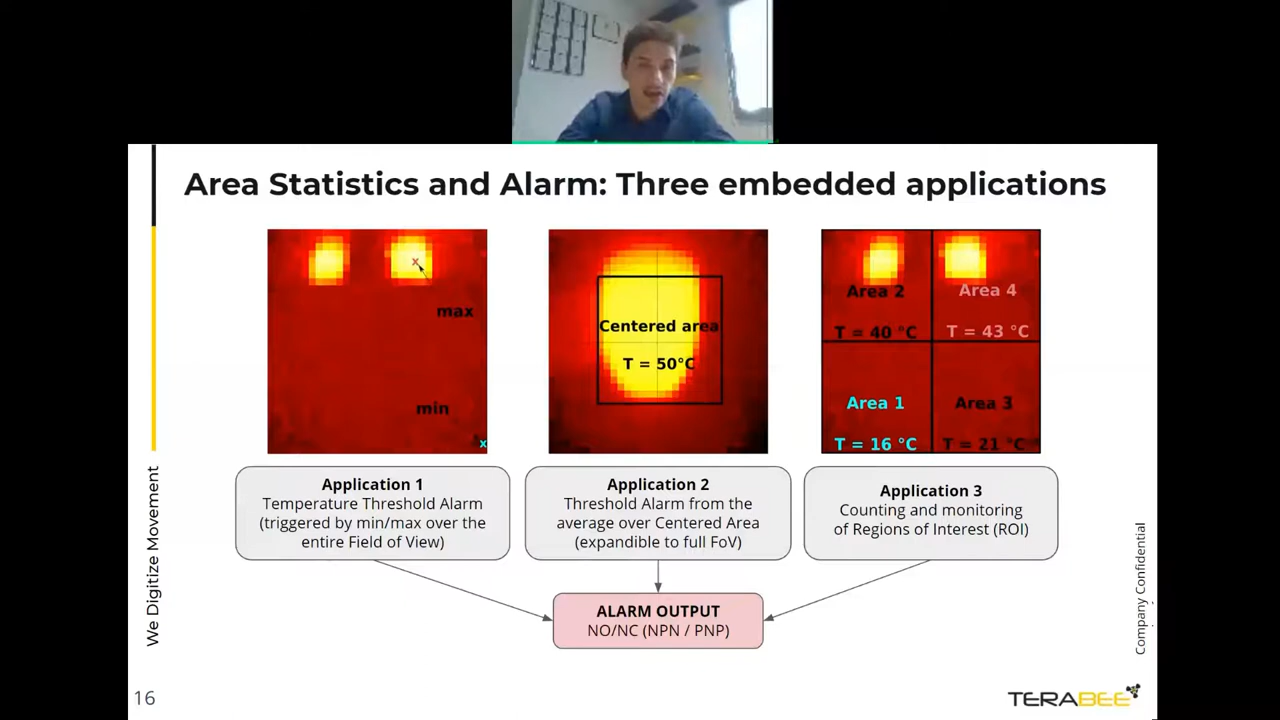 Area Statistics and Alarm: Three embedded applications
max
min
x
x
Centered area
T = 50°C
Area 2
T = 40 °C
Area 4
T = 43 °C
Area 1
T = 16 °C
Area 3
T = 21 °C
Application 1
Temperature Threshold Alarm
(triggered by min/max over the
entire Field of View)
Application 2
Threshold Alarm from the
average over Centered Area
(expandible to full FoV)
Application 3
Counting and monitoring
of Regions of Interest (ROI)
ALARM OUTPUT
NO/NC (NPN / PNP)
We Digitize Movement
Company Confidential
16
TERABEE